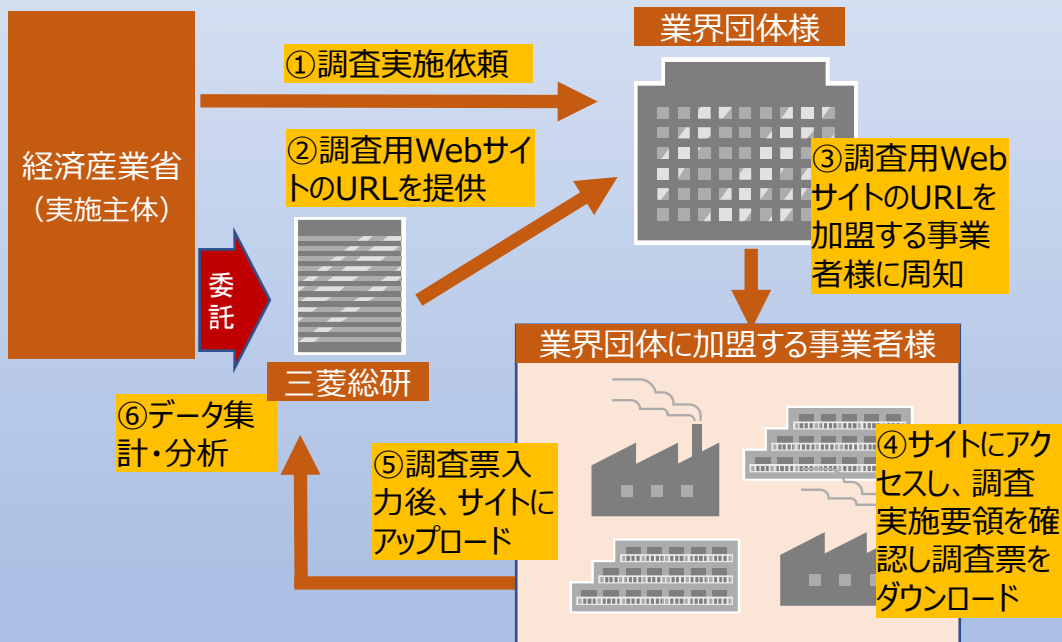 経済産業省
（実施主体）
①調査実施依頼
業界団体様
②調査用Webサイ
トのURLを提供
③調査用Web
サイトのURLを
加盟する事業
者様に周知
委
託
三菱総研
業界団体に加盟する事業者様
④サイトにアク
セスし、調査
実施要領を確
認し調査票を
ダウンロード
⑤調査票入
力後、サイトに
アップロード
⑥データ集
計・分析